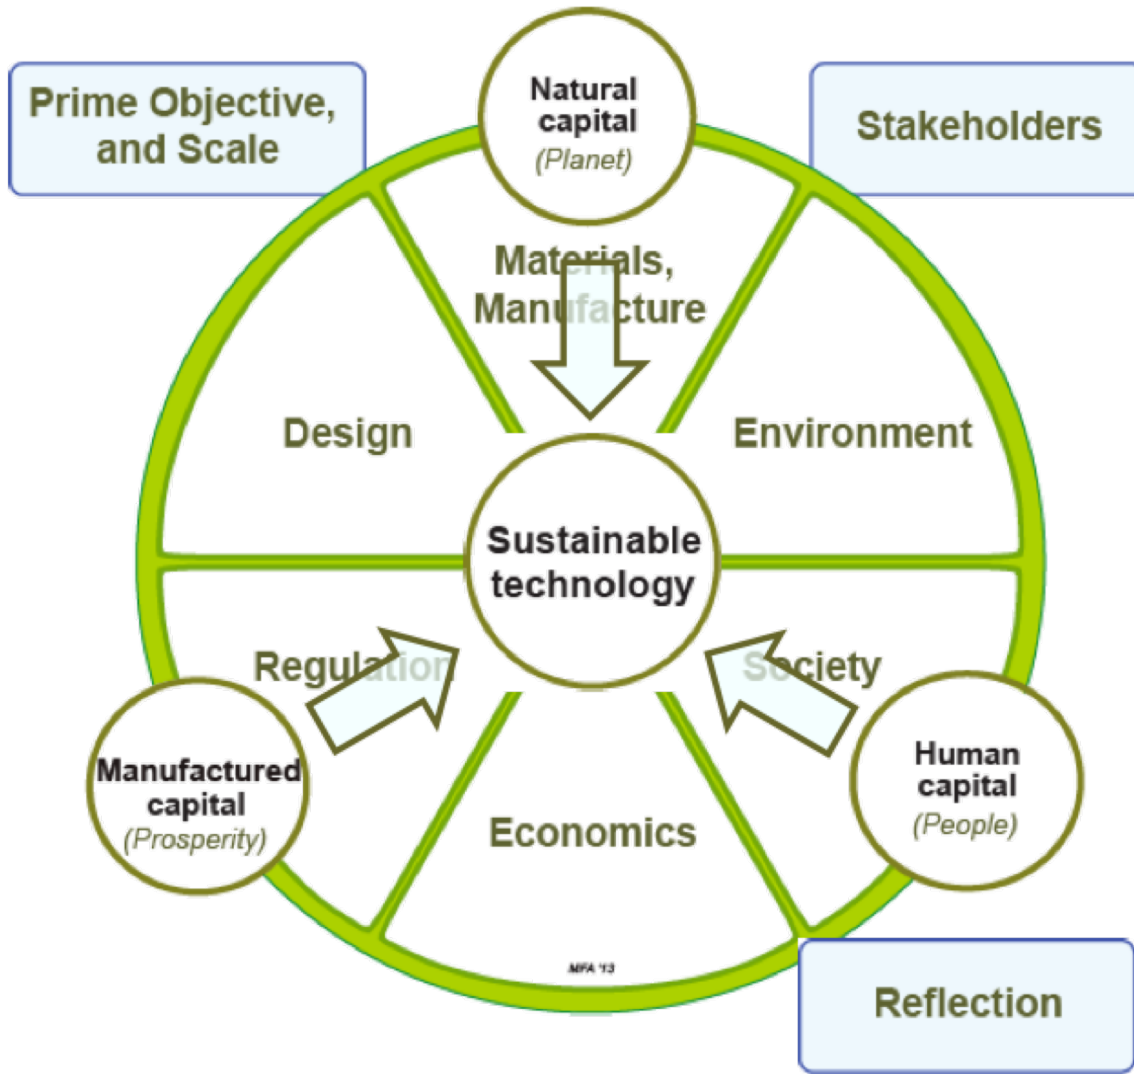 Prime Objective,
and Scale
Natural
capital
(Planet)
Stakeholders
Materials,
Manufacture
Design
Environment
Sustainable
technology
Regulation
Society
Manufactured
capital
(Prosperity)
Human
capital
(People)
Economics
MFA '13
Reflection